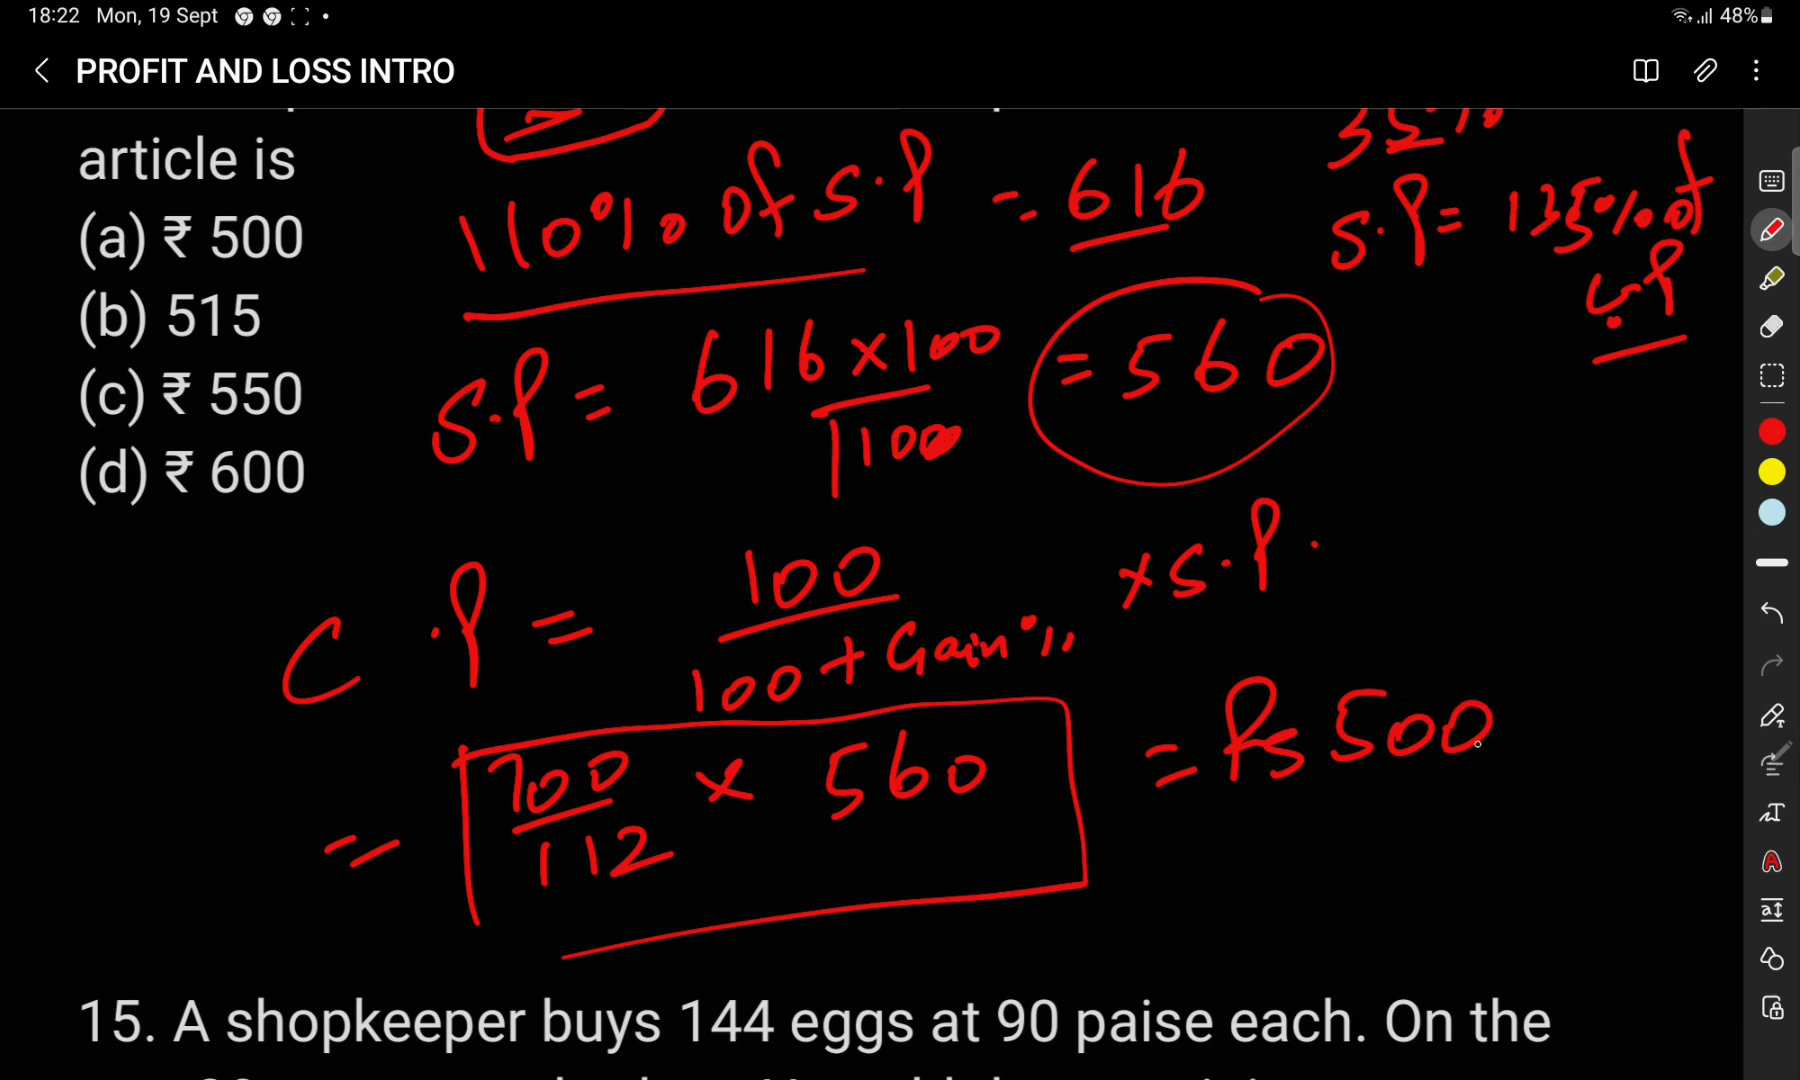 18:22 Mon, 19 Sept 48%
PROFIT AND LOSS INTRO
35%
article is
110% of S.P = 616
S.P = 135% of
C.P
(a) ₹ 500
(b) 515
(c) ₹ 550
(d) ₹ 600
S.P = 616 x 100 = 560
110
C.P = 100 x S.P.
100 + Gain%
= 100 x 560 = Rs 500
112
15. A shopkeeper buys 144 eggs at 90 paise each. On the